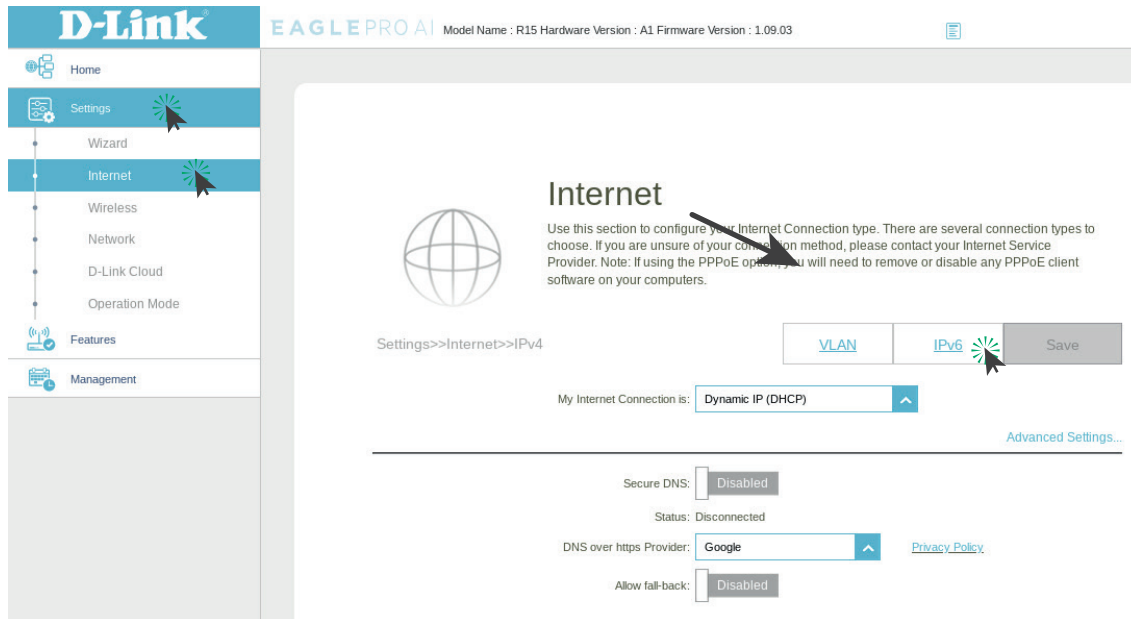 D-Link
EAGLE PRO AI Model Name : R15 Hardware Version : A1 Firmware Version : 1.09.03
Home
Settings
Wizard
Internet
Wireless
Network
D-Link Cloud
Operation Mode
Features
Management
Internet
Use this section to configure your Internet Connection type. There are several connection types to
choose. If you are unsure of your connection method, please contact your Internet Service
Provider. Note: If using the PPPoE option, you will need to remove or disable any PPPoE client
software on your computers.
Settings>>Internet>>IPv4
VLAN
IPv6
Save
My Internet Connection is: Dynamic IP (DHCP)
Advanced Settings...
Secure DNS: Disabled
Status: Disconnected
DNS over https Provider: Google Privacy Policy
Allow fall-back: Disabled